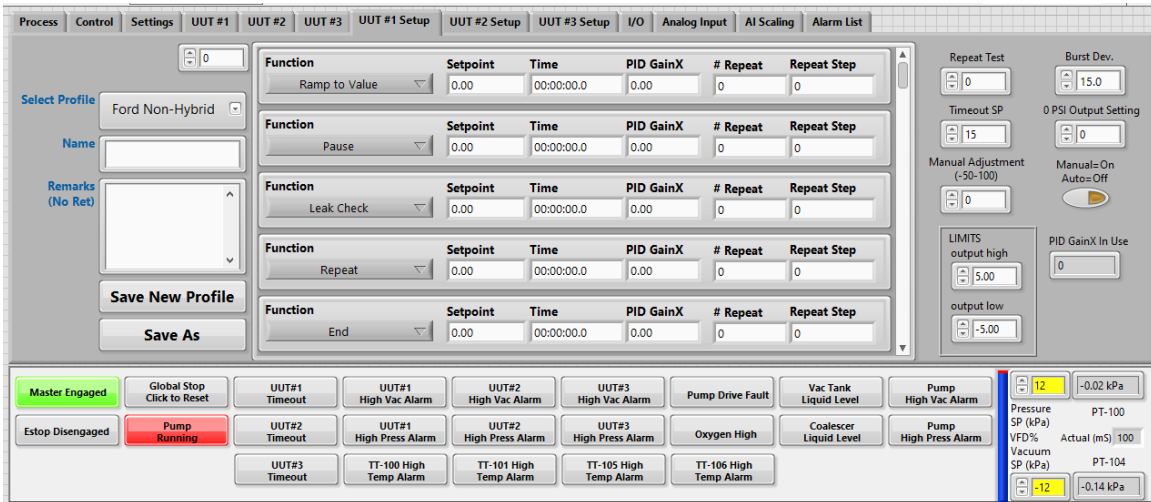 Process Control Settings UUT #1 UUT #2 UUT #3 UUT #1 Setup UUT #2 Setup UUT #3 Setup I/O Analog Input AI Scaling Alarm List
0
Select Profile
Ford Non-Hybrid
Name
Remarks
(No Ret)
Save New Profile
Save As
Function Setpoint Time PID GainX # Repeat Repeat Step
Ramp to Value 0.00 00:00:00.0 0.00 0 0
Function Setpoint Time PID GainX # Repeat Repeat Step
Pause 0.00 00:00:00.0 0.00 0 0
Function Setpoint Time PID GainX # Repeat Repeat Step
Leak Check 0.00 00:00:00.0 0.00 0 0
Function Setpoint Time PID GainX # Repeat Repeat Step
Repeat 0.00 00:00:00.0 0.00 0 0
Function Setpoint Time PID GainX # Repeat Repeat Step
End 0.00 00:00:00.0 0.00 0 0
Repeat Test Burst Dev.
0 15.0
Timeout SP 0 PSI Output Setting
15 0
Manual Adjustment
(-50-100)
0
Manual=On
Auto=Off
LIMITS
output high
5.00
output low
-5.00
PID GainX In Use
0
Master Engaged
Global Stop
Click to Reset
UUT#1
Timeout
UUT#1
High Vac Alarm
UUT#2
High Vac Alarm
UUT#3
High Vac Alarm
Pump Drive Fault
Vac Tank
Liquid Level
Pump
High Vac Alarm
Estop Disengaged
Pump
Running
UUT#2
Timeout
UUT#1
High Press Alarm
UUT#2
High Press Alarm
UUT#3
High Press Alarm
Oxygen High
Coalescer
Liquid Level
Pump
High Press Alarm
UUT#3
Timeout
TT-100 High
Temp Alarm
TT-101 High
Temp Alarm
TT-105 High
Temp Alarm
TT-106 High
Temp Alarm
12 -0.02 kPa
Pressure
SP (kPa)
PT-100
VFD% Actual (mS) 100
Vacuum
SP (kPa)
PT-104
-12 -0.14 kPa